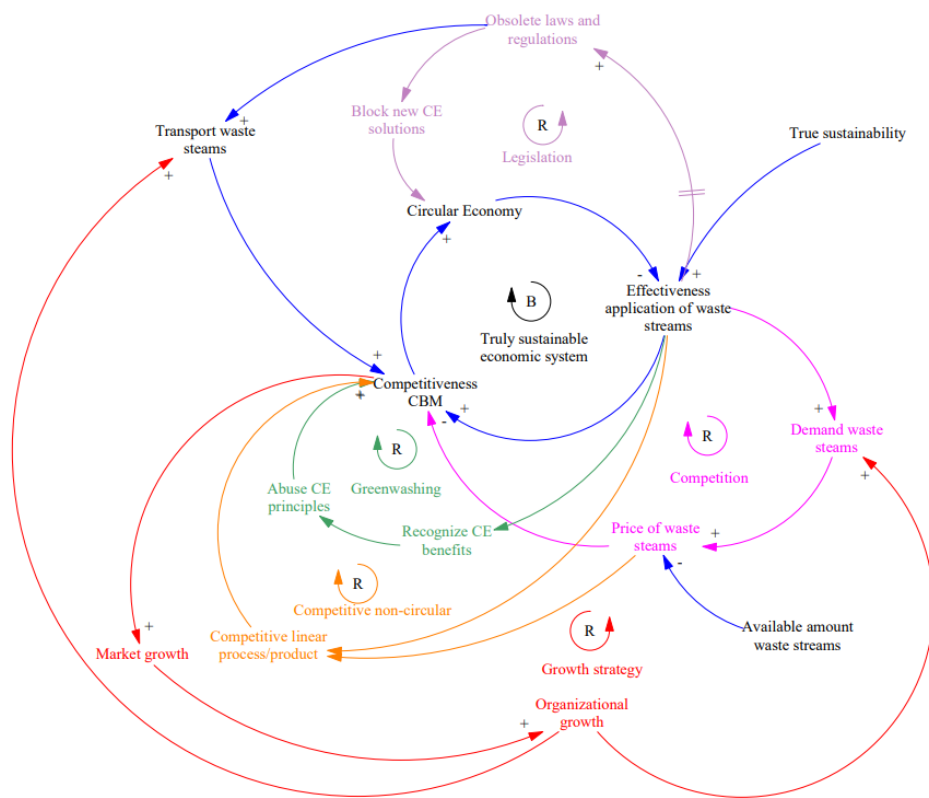 Obsolete laws and
regulations
+
Block new CE
solutions
R
Legislation
+
Transport waste
steams
+
True sustainability
Circular Economy
+
-
+
Effectiveness
application of waste
streams
B
Truly sustainable
economic system
+
Competitiveness
CBM
+
+
-
+
Demand waste
steams
+
R
Competition
R
Greenwashing
Abuse CE
principles
Recognize CE
benefits
Price of waste
steams
+
-
R
Competitive non-circular
Competitive linear
process/product
+
Market growth
R
Growth strategy
Available amount
waste streams
Organizational
growth
+